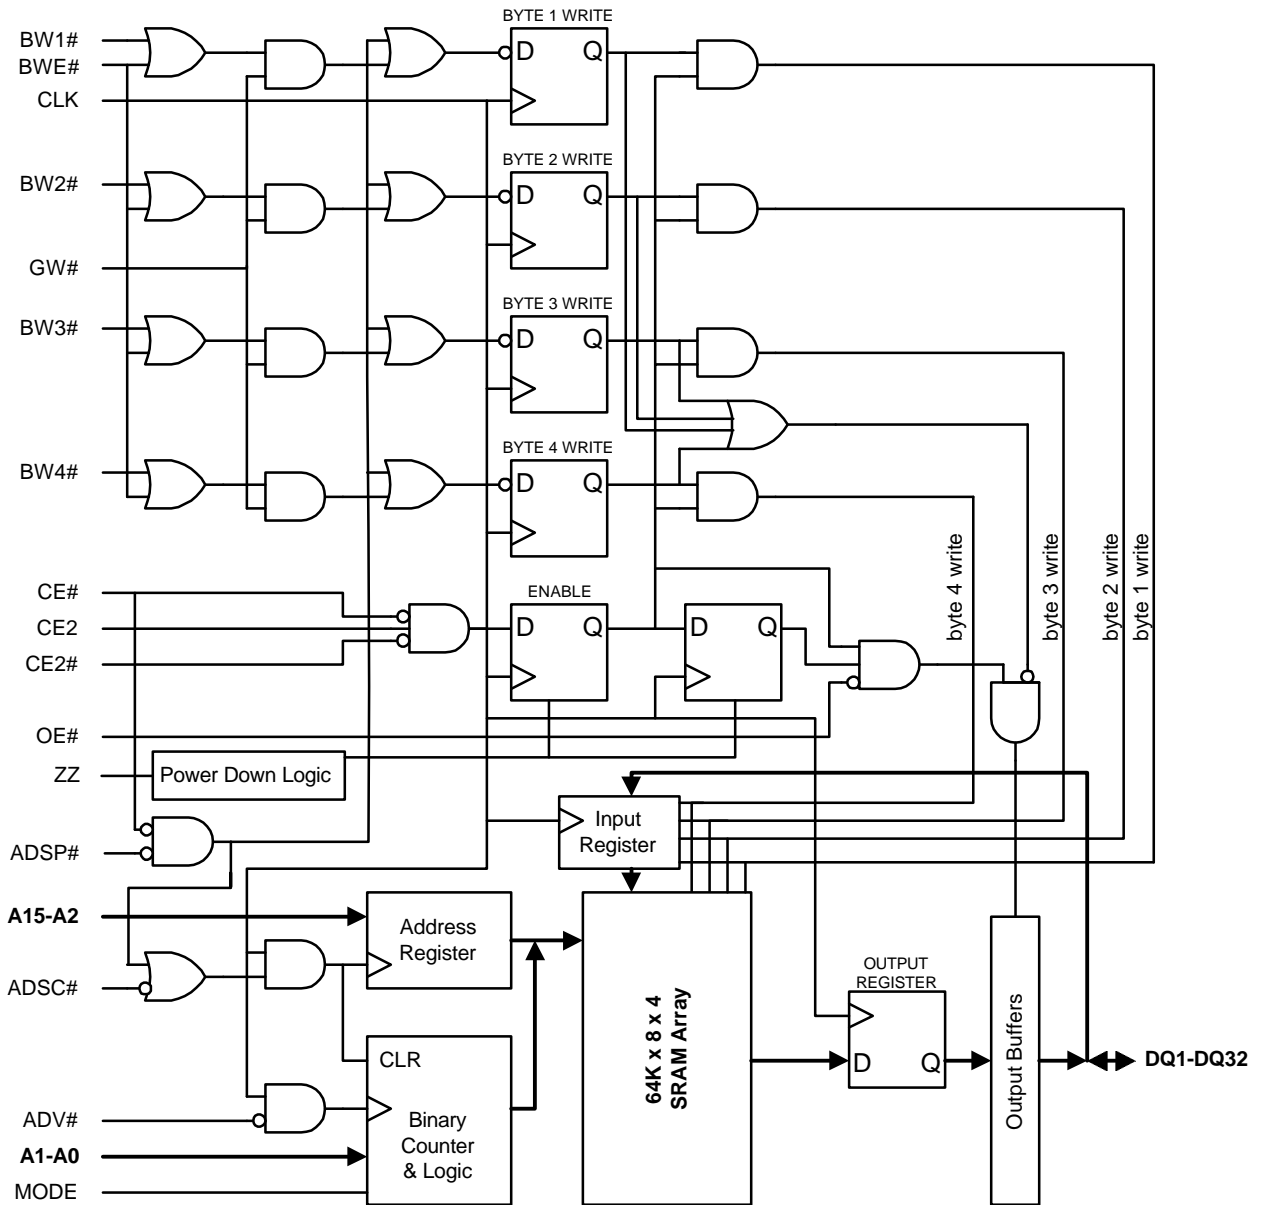 BYTE 1 WRITE
BW1#
BWE#
CLK
D Q
BYTE 2 WRITE
BW2#
D Q
GW#
BYTE 3 WRITE
BW3#
D Q
BYTE 4 WRITE
BW4#
D Q
byte 4 write
byte 3 write
byte 2 write
byte 1 write
CE#
ENABLE
CE2
D Q
D Q
CE2#
OE#
ZZ
Power Down Logic
Input
Register
ADSP#
A15-A2
Address
Register
ADSC#
OUTPUT
REGISTER
64K x 8 x 4
SRAM Array
CLR
D Q
Output Buffers
DQ1-DQ32
ADV#
Binary
Counter
& Logic
A1-A0
MODE